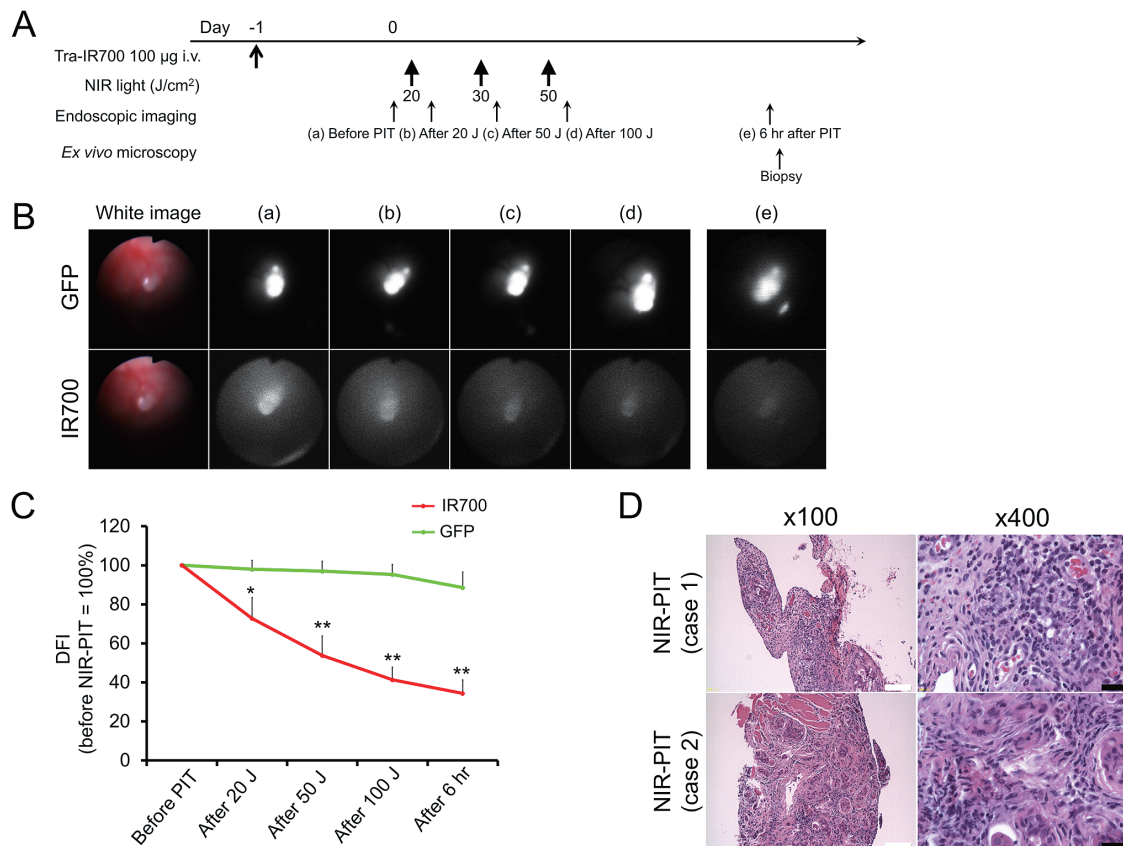 A
Day -1 0
Tra-IR700 100 µg i.v.
NIR light (J/cm²)
20 30 50
Endoscopic imaging
(a) Before PIT (b) After 20 J (c) After 50 J (d) After 100 J (e) 6 hr after PIT
Ex vivo microscopy
Biopsy
B
White image (a) (b) (c) (d) (e)
GFP
IR700
C
IR700
GFP
DFI
(before NIR-PIT = 100%)
120
100
80
60
40
20
0
*
**
**
**
Before PIT
After 20 J
After 50 J
After 100 J
After 6 hr
D
x100 x400
NIR-PIT
(case 1)
NIR-PIT
(case 2)